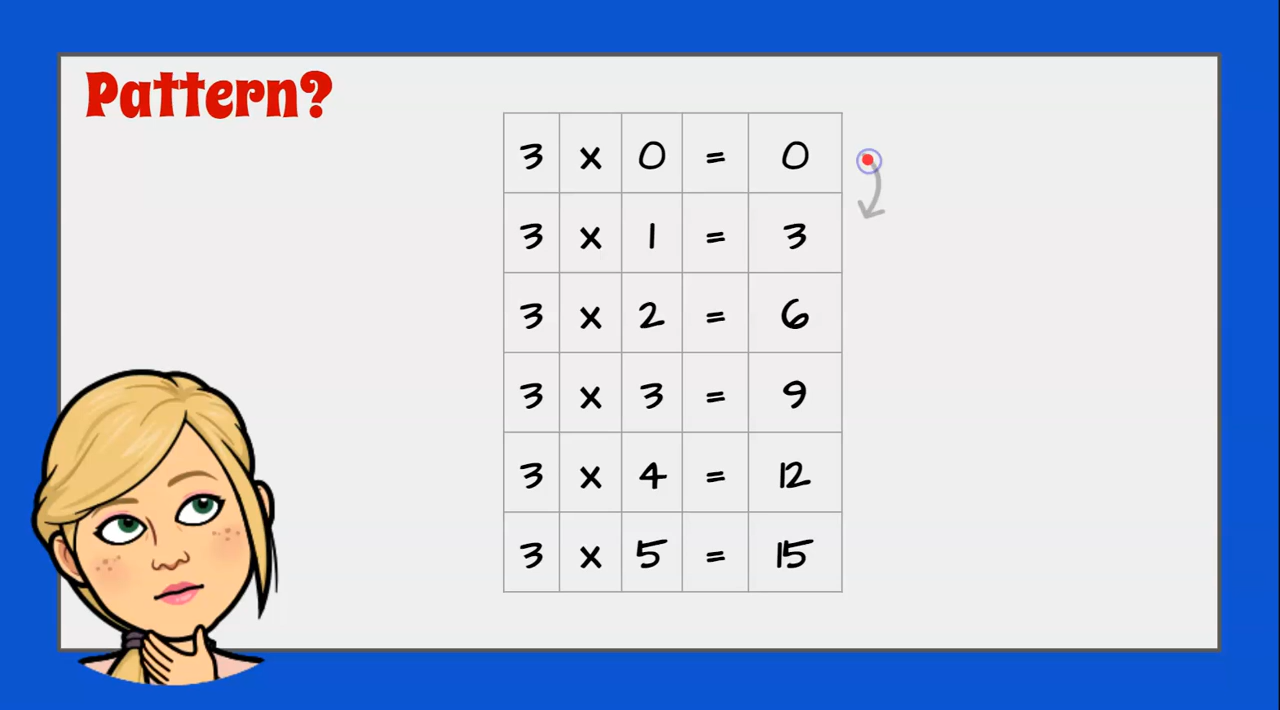 Pattern?
3 x 0 = 0
3 x 1 = 3
3 x 2 = 6
3 x 3 = 9
3 x 4 = 12
3 x 5 = 15